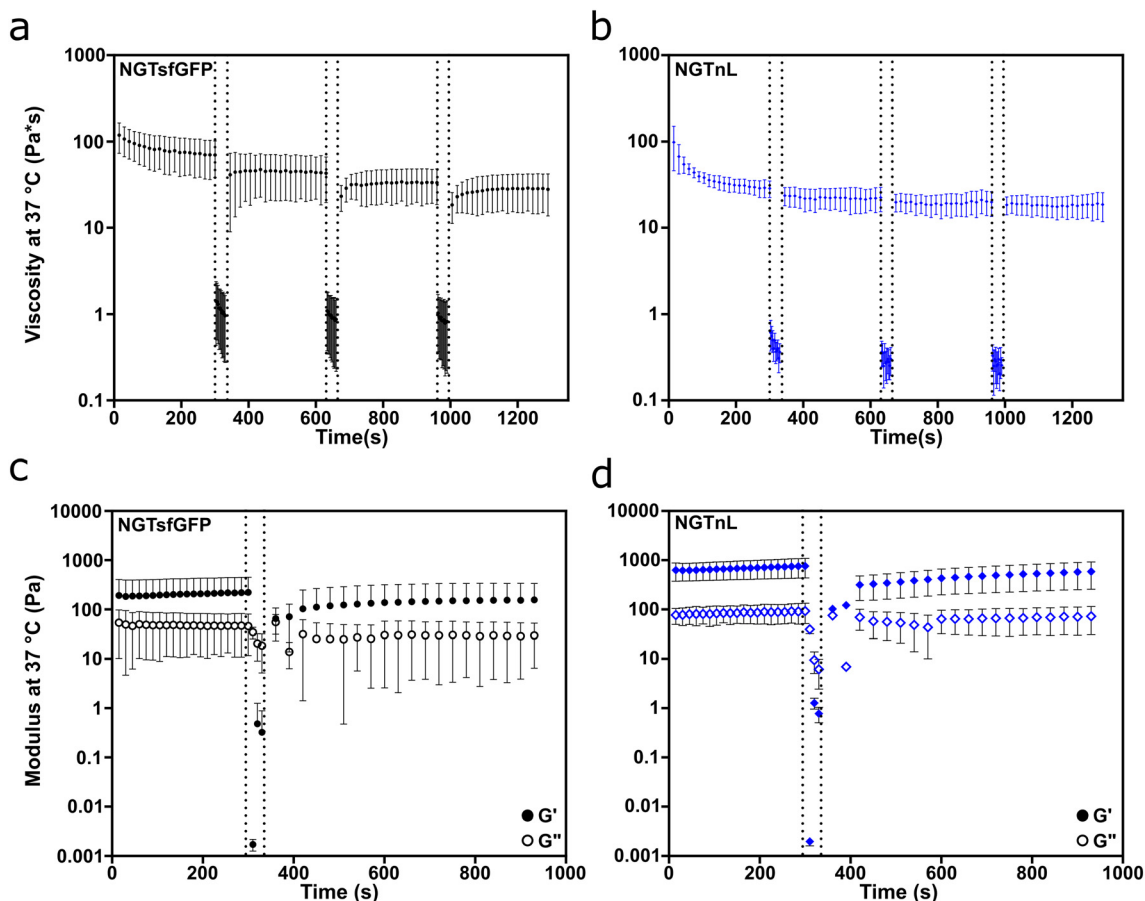 a
NGTsfGFP
Viscosity at 37 °C (Pa*s)
1000
100
10
1
0.1
0 200 400 600 800 1000 1200
Time(s)
b
NGTnL
1000
100
10
1
0.1
0 200 400 600 800 1000 1200
Time(s)
c
NGTsfGFP
Modulus at 37 °C (Pa)
10000
1000
100
10
1
0.1
0.01
0.001
0 200 400 600 800 1000
Time (s)
G'
G"
d
NGTnL
10000
1000
100
10
1
0.1
0.01
0.001
0 200 400 600 800 1000
Time (s)
G'
G"